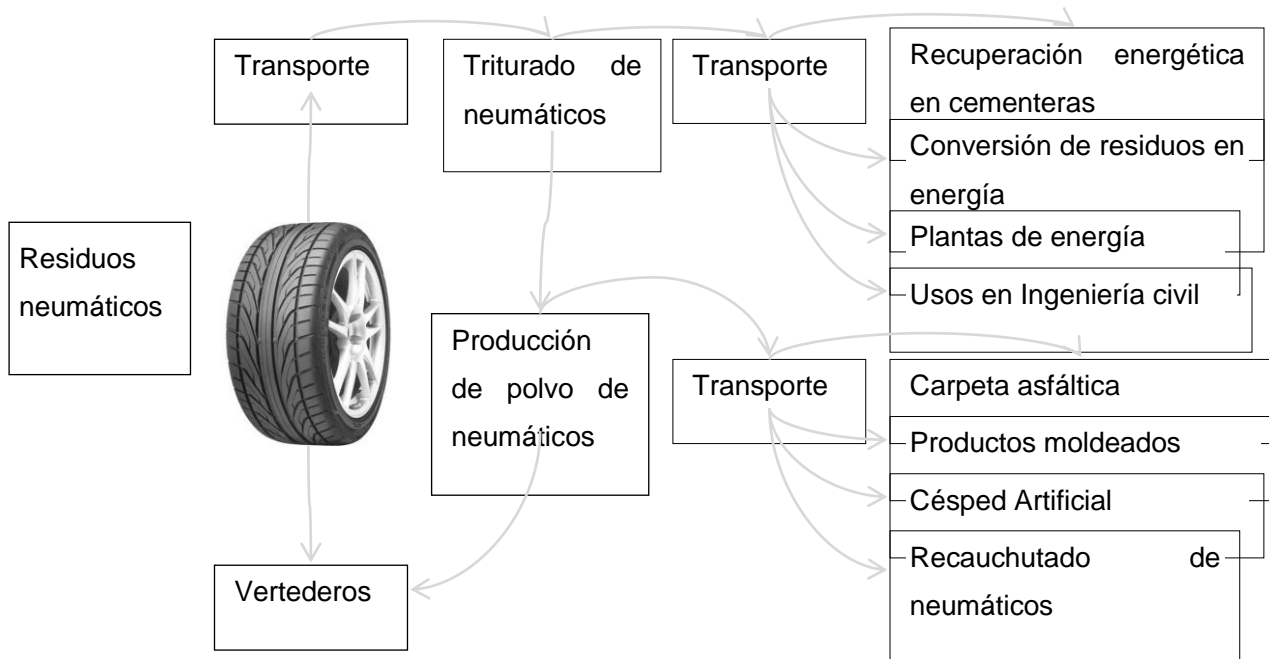 Transporte
Triturado de
neumáticos
Transporte
Recuperación energética
en cementeras
Conversión de residuos en
energía
Plantas de energía
Usos en Ingeniería civil
Residuos
neumáticos
Producción
de polvo de
neumáticos
Transporte
Carpeta asfáltica
Productos moldeados
Césped Artificial
Recauchutado de
neumáticos
Vertederos